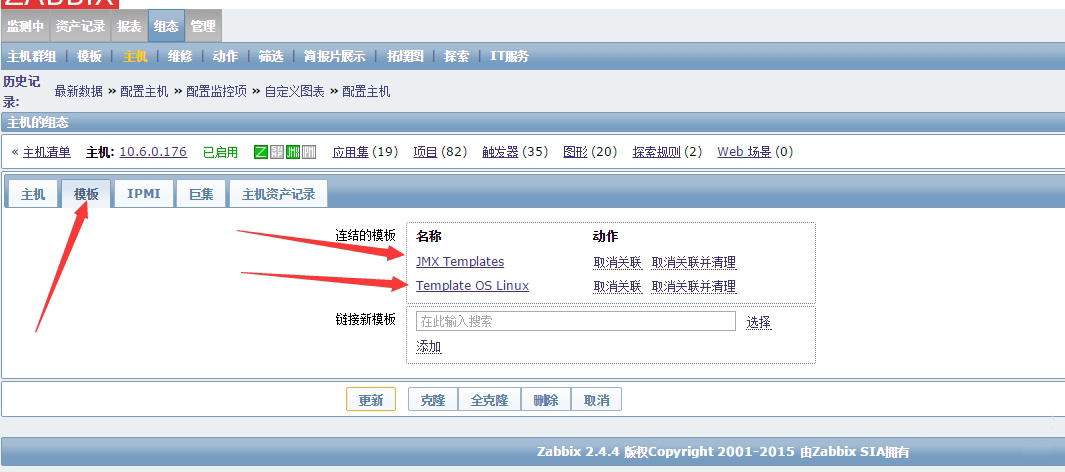 ZABBIX
监测中 资产记录 报表 组态 管理
主机群组 | 模板 | 主机 | 维修 | 动作 | 筛选 | 简报片展示 | 拓璞图 | 探索 | IT服务
历史记录: 最新数据 » 配置主机 » 配置监控项 » 自定义图表 » 配置主机
主机的组态
« 主机清单 主机: 10.6.0.176 已启用 Z JMX 应用集 (19) 项目 (82) 触发器 (35) 图形 (20) 探索规则 (2) Web 场景 (0)
主机 模板 IPMI 巨集 主机资产记录
连结的模板 名称 动作
JMX Templates 取消关联 取消关联并清理
Template OS Linux 取消关联 取消关联并清理
链接新模板 在此输入搜索 选择
添加
更新 克隆 全克隆 删除 取消
Zabbix 2.4.4 版权Copyright 2001-2015 由Zabbix SIA拥有